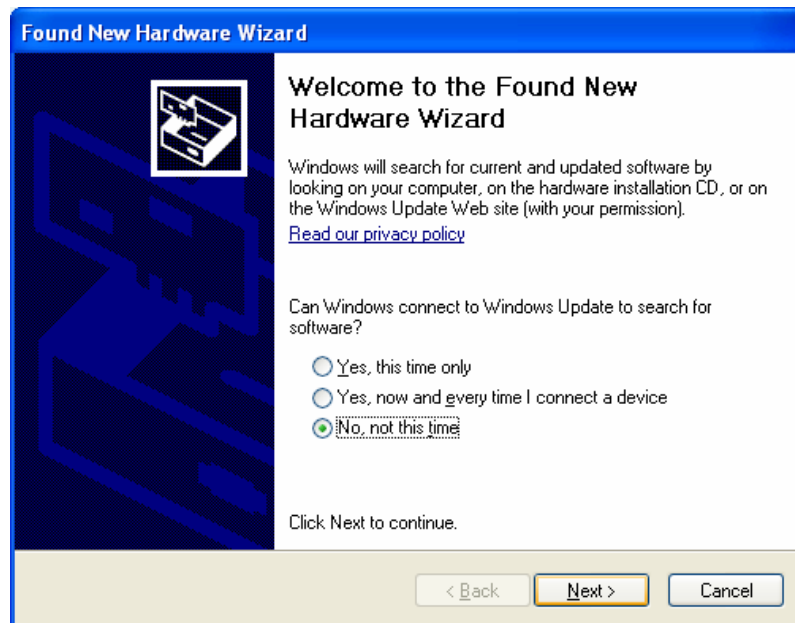 Found New Hardware Wizard
Welcome to the Found New
Hardware Wizard
Windows will search for current and updated software by
looking on your computer, on the hardware installation CD, or on
the Windows Update Web site (with your permission).
Read our privacy policy
Can Windows connect to Windows Update to search for
software?
Yes, this time only
Yes, now and every time I connect a device
No, not this time
Click Next to continue.
< Back
Next >
Cancel